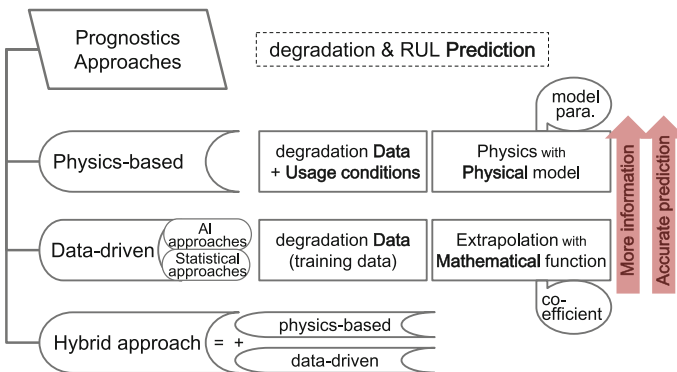 Prognostics
Approaches
degradation & RUL Prediction
model
para.
Physics-based
degradation Data
+ Usage conditions
Physics with
Physical model
Data-driven
AI
approaches
Statistical
approaches
degradation Data
(training data)
Extrapolation with
Mathematical function
co-
efficient
More information
Accurate prediction
Hybrid approach = +
physics-based
data-driven